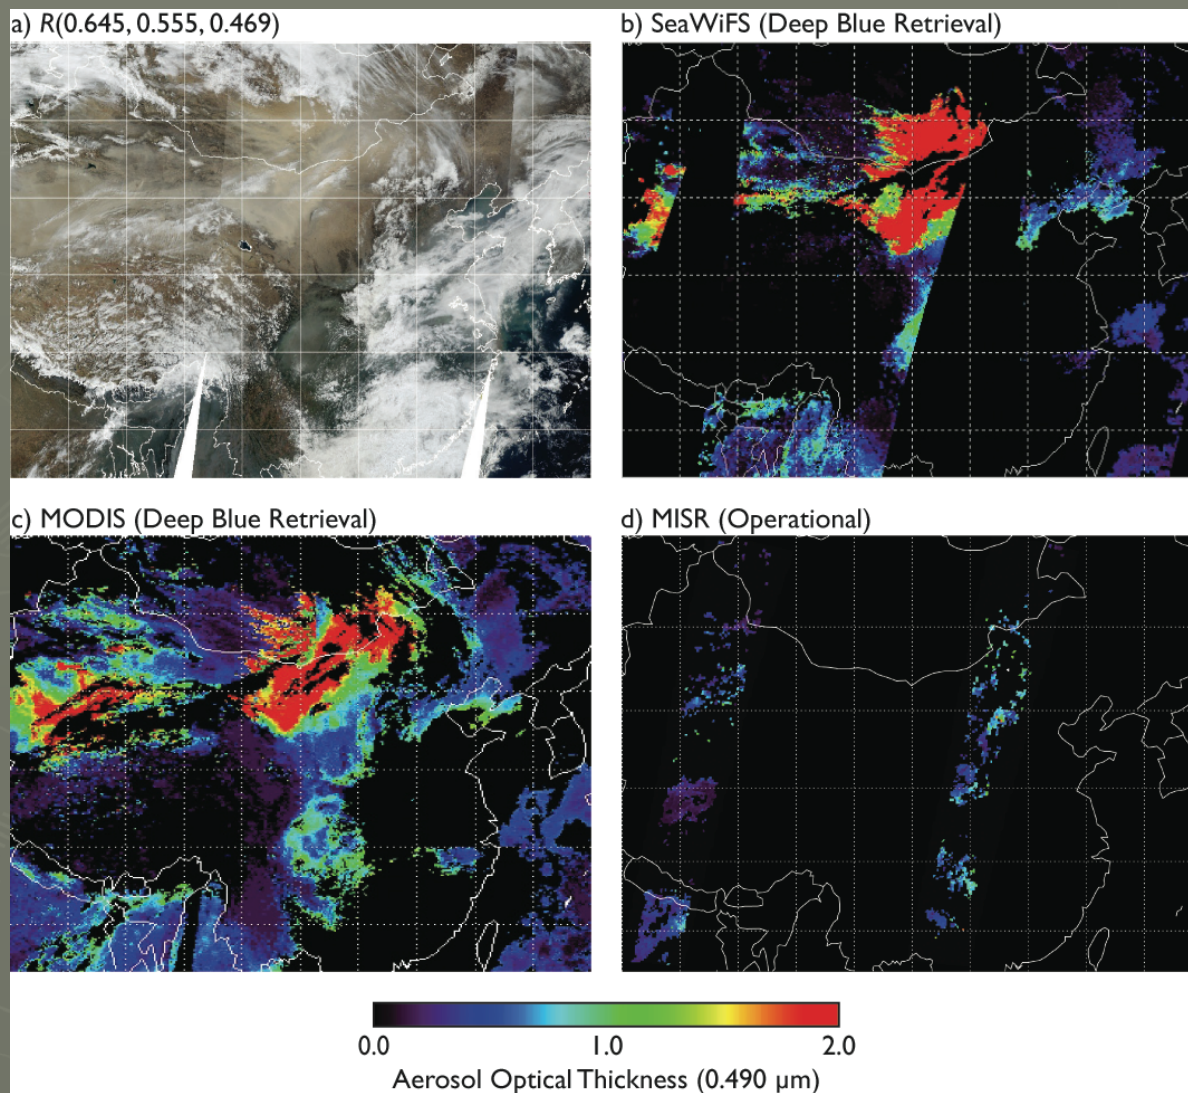 a) R(0.645, 0.555, 0.469)
b) SeaWiFS (Deep Blue Retrieval)
c) MODIS (Deep Blue Retrieval)
d) MISR (Operational)
0.0 1.0 2.0
Aerosol Optical Thickness (0.490 µm)